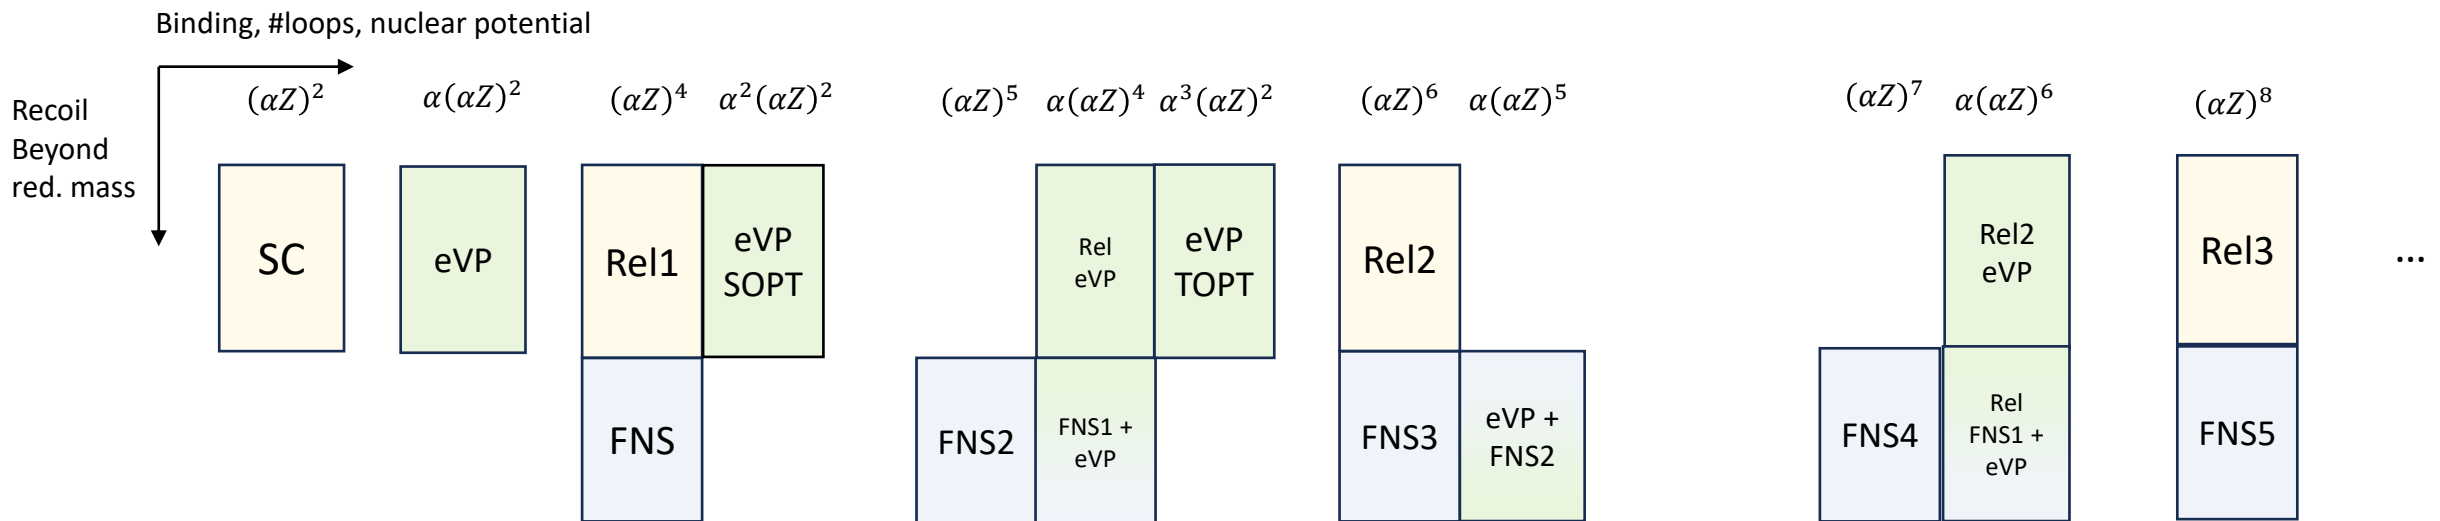 Binding, #loops, nuclear potential
Recoil
Beyond
red. mass
(αZ)² α(αZ)² (αZ)⁴ α²(αZ)² (αZ)⁵ α(αZ)⁴ α³(αZ)² (αZ)⁶ α(αZ)⁵ (αZ)⁷ α(αZ)⁶ (αZ)⁸
SC
eVP
Rel1
eVP
SOPT
Rel
eVP
eVP
TOPT
Rel2
Rel2
eVP
Rel3
...
FNS
FNS2
FNS1 +
eVP
FNS3
eVP +
FNS2
FNS4
Rel
FNS1 +
eVP
FNS5